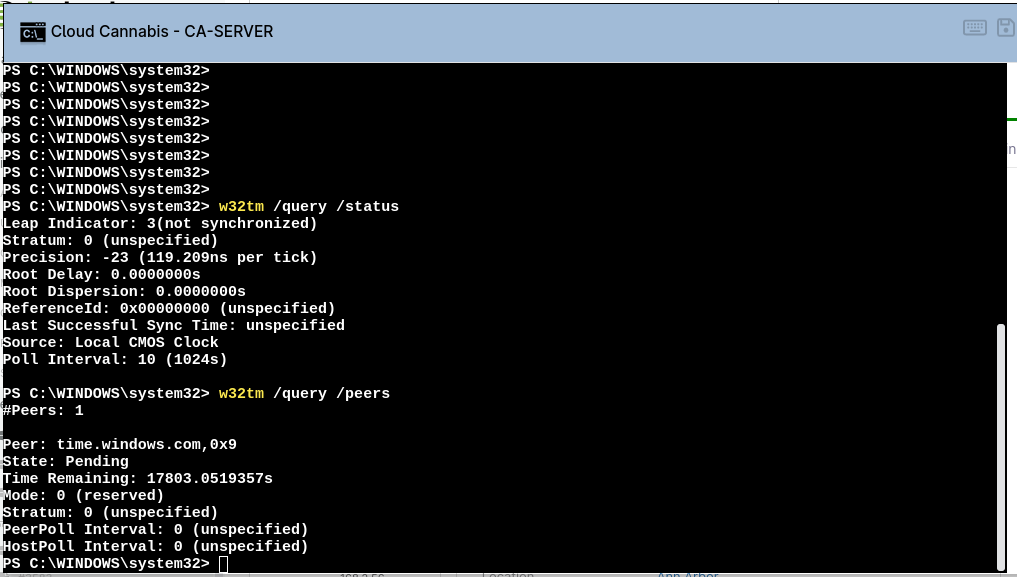 C:\_ Cloud Cannabis - CA-SERVER
PS C:\WINDOWS\system32>
PS C:\WINDOWS\system32>
PS C:\WINDOWS\system32>
PS C:\WINDOWS\system32>
PS C:\WINDOWS\system32>
PS C:\WINDOWS\system32>
PS C:\WINDOWS\system32>
PS C:\WINDOWS\system32>
PS C:\WINDOWS\system32> w32tm /query /status
Leap Indicator: 3(not synchronized)
Stratum: 0 (unspecified)
Precision: -23 (119.209ns per tick)
Root Delay: 0.0000000s
Root Dispersion: 0.0000000s
ReferenceId: 0x00000000 (unspecified)
Last Successful Sync Time: unspecified
Source: Local CMOS Clock
Poll Interval: 10 (1024s)
PS C:\WINDOWS\system32> w32tm /query /peers
#Peers: 1
Peer: time.windows.com,0x9
State: Pending
Time Remaining: 17803.0519357s
Mode: 0 (reserved)
Stratum: 0 (unspecified)
PeerPoll Interval: 0 (unspecified)
HostPoll Interval: 0 (unspecified)
PS C:\WINDOWS\system32>
Location Ann Arbor